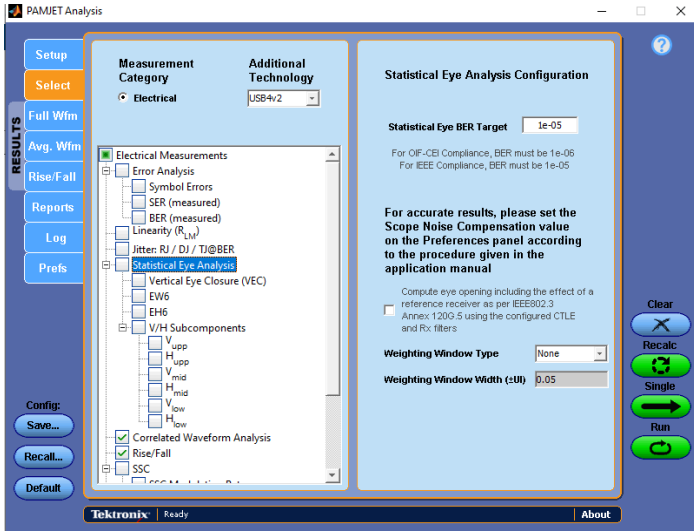 PAMJET Analysis
Setup
Select
Full Wfm
Avg. Wfm
Rise/Fall
Reports
Log
Prefs
RESULTS
Config:
Save...
Recall...
Default
Measurement Category
Additional Technology
Electrical
USB4v2
Electrical Measurements
Error Analysis
Symbol Errors
SER (measured)
BER (measured)
Linearity (RLM)
Jitter: RJ / DJ / TJ@BER
Statistical Eye Analysis
Vertical Eye Closure (VEC)
EW6
EH6
V/H Subcomponents
Vupp
Hupp
Vmid
Hmid
Vlow
Hlow
Correlated Waveform Analysis
Rise/Fall
SSC
Statistical Eye Analysis Configuration
Statistical Eye BER Target
1e-05
For OIF-CEI Compliance, BER must be 1e-06
For IEEE Compliance, BER must be 1e-05
For accurate results, please set the
Scope Noise Compensation value
on the Preferences panel according
to the procedure given in the
application manual
Compute eye opening including the effect of a
reference receiver as per IEEE802.3
Annex 120G.5 using the configured CTLE
and Rx filters
Weighting Window Type
None
Weighting Window Width (±UI)
0.05
?
Clear
Recalc
Single
Run
Tektronix
Ready
About